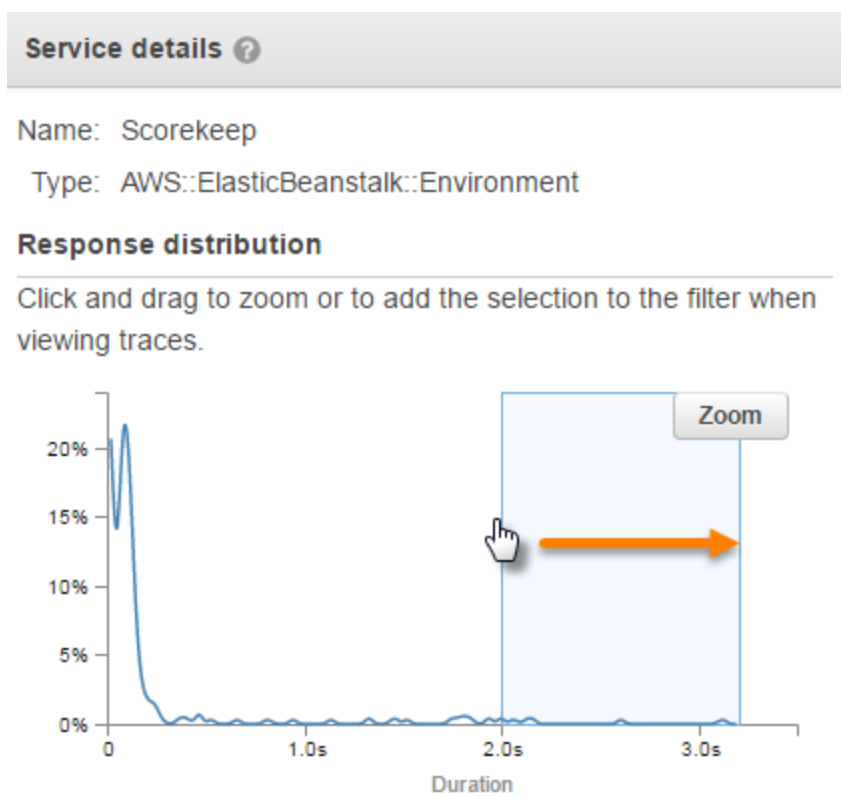 Service details ?
Name: Scorekeep
Type: AWS::ElasticBeanstalk::Environment
Response distribution
Click and drag to zoom or to add the selection to the filter when
viewing traces.
Zoom
20%
15%
10%
5%
0%
0 1.0s 2.0s 3.0s
Duration